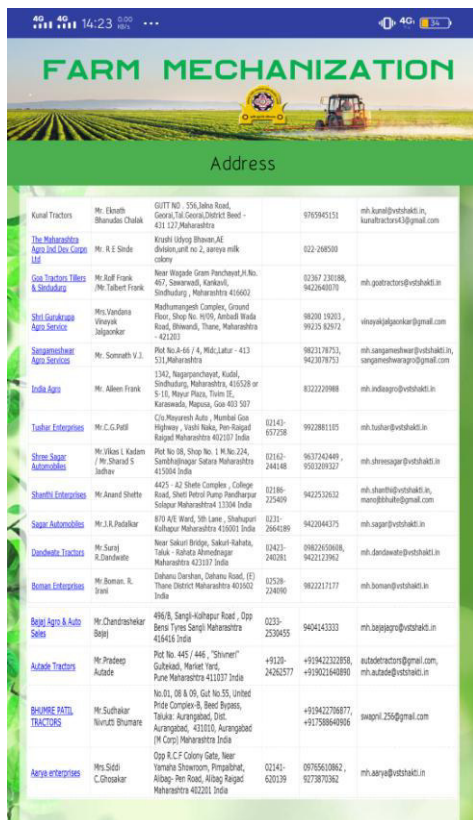 4G 4G 14:23 0.00 KB/s ... 4G 34
FARM MECHANIZATION
Address
Kunal Tractors Mr. Eknath Bhanudas Chalak GUTT NO . 556,Jalna Road, Georai,Tal.Georai,District Beed - 431 127,Maharashtra 9765945151 mh.kunal@vstshakti.in, kunaltractors43@gmail.com
The Maharashtra Agro Ind Dev Corpn Ltd Mr. R E Sinde Krushi Udyog Bhavan,AE division,unit no 2, aareya milk colony 022-268500
Goa Tractors Tillers & Sindudurg Mr.Rolf Frank /Mr.Talbert Frank Near Wagade Gram Panchayat,H.No. 467, Sawarwadi, Kankavli, Sindhudurg , Maharashtra 416602 02367 230188, 9422640070 mh.goatractors@vstshakti.in
Shri Gurukrupa Agro Service Mrs.Vandana Vinayak Jalgaonkar Madhumangesh Complex, Ground Floor, Shop No. H/09, Ambadi Wada Road, Bhiwandi, Thane, Maharashtra - 421203 98200 19203 , 99235 82972 vinayakjalgaonkar@gmail.com
Sangameshwar Agro Services Mr. Somnath V.J. Plot No.A-66 / 4, Midc,Latur - 413 531,Maharashtra 9823178753, 9423078753 mh.sangameshwar@vstshakti.in, sangameshwaragro@gmail.com
India Agro Mr. Alleen Frank 1342, Nagarpanchayat, Kudal, Sindhudurg, Maharashtra, 416528 or S-10, Mayur Plaza, Tivim IE, Karaswada, Mapusa, Goa 403 507 8322220988 mh.indiaagro@vstshakti.in
Tushar Enterprises Mr.C.G.Patil C/o.Mayuresh Auto , Mumbai Goa Highway , Vashi Naka, Pen-Raigad Raigad Maharashtra 402107 India 02143-657258 9922881105 mh.tushar@vstshakti.in
Shree Sagar Automobiles Mr.Vikas L Kadam / Mr.Sharad S Jadhav Plot No 08, Shop No. 1 M.No.224, Sambhajinagar Satara Maharashtra 415004 India 02162-244148 9637242449 , 9503209327 mh.shreesagar@vstshakti.in
Shanthi Enterprises Mr.Anand Shette 4425 - A2 Shete Complex , College Road, Sheti Petrol Pump Pandharpur Solapur Maharashtra4 13304 India 02186-225409 9422532632 mh.shanthi@vstshakti.in, manojbbhuite@gmail.com
Sagar Automobiles Mr.J.R.Padalkar 870 A/E Ward, 5th Lane , Shahupuri Kolhapur Maharashtra 416001 India 0231-2664189 9422044375 mh.sagar@vstshakti.in
Dandwate Tractors Mr.Suraj R.Dandwate Near Sakuri Bridge, Sakuri-Rahata, Taluk - Rahata Ahmednagar Maharashtra 423107 India 02423-240281 09822650608, 9422123962 mh.dandawate@vstshakti.in
Boman Enterprises Mr.Boman. R. Irani Dahanu Darshan, Dahanu Road, (E) Thane District Maharashtra 401602 India 02528-224090 9822217177 mh.boman@vstshakti.in
Bajaj Agro & Auto Sales Mr.Chandrashekar Bajaj 496/B, Sangli-Kolhapur Road , Opp Bensi Tyres Sangli Maharashtra 416416 India 0233-2530455 9404143333 mh.bajajagro@vstshakti.in
Autade Tractors Mr.Pradeep Autade Plot No. 445 / 446 , "Shivneri" Gultekadi, Market Yard, Pune Maharashtra 411037 India +9120-24262577 +919422322858, +919021640890 autadetractors@gmail.com, mh.autade@vstshakti.in
BHUMRE PATIL TRACTORS Mr.Sudhakar Nivrutti Bhumare No.01, 08 & 09, Gut No.55, United Pride Complex-B, Beed Bypass, Taluka: Aurangabad, Dist. Aurangabad, 431010, Aurangabad (M Corp) Maharashtra India +919422706877, +917588640906 swapnil.256@gmail.com
Aarya enterprises Mrs.Siddi C.Ghosakar Opp R.C.F Colony Gate, Near Yamaha Showroom, Pimpalbhat, Alibag- Pen Road, Alibag Raigad Maharashtra 402201 India 02141-620139 09765610862 , 9273870362 mh.aarya@vstshakti.in